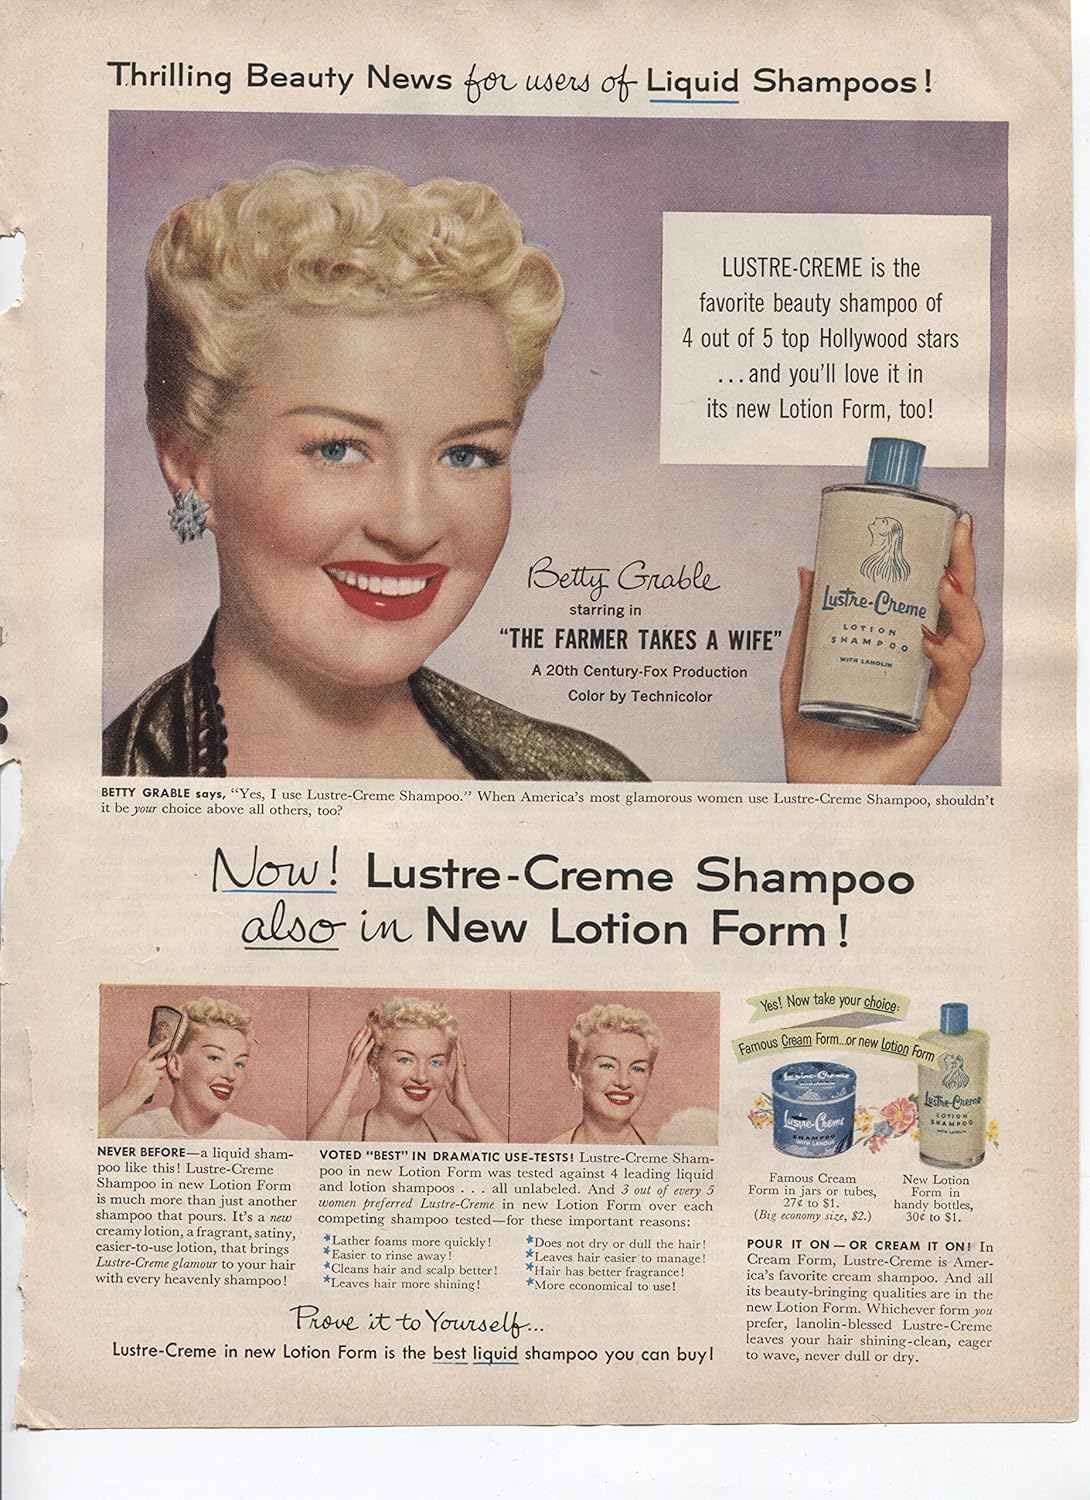 Thrilling Beauty News for users of Liquid Shampoos!
LUSTRE-CREME is the
favorite beauty shampoo of
4 out of 5 top Hollywood stars
...and you'll love it in
its new Lotion Form, too!
Betty Grable
starring in
"THE FARMER TAKES A WIFE"
A 20th Century-Fox Production
Color by Technicolor
Lustre-Creme
LOTION
SHAMPOO
WITH LANOLIN
BETTY GRABLE says, "Yes, I use Lustre-Creme Shampoo." When America's most glamorous women use Lustre-Creme Shampoo, shouldn't
it be your choice above all others, too?
Now! Lustre-Creme Shampoo
also in New Lotion Form!
NEVER BEFORE—a liquid sham-
poo like this! Lustre-Creme
Shampoo in new Lotion Form
is much more than just another
shampoo that pours. It's a new
creamy lotion, a fragrant, satiny,
easier-to-use lotion, that brings
Lustre-Creme glamour to your hair
with every heavenly shampoo!
VOTED "BEST" IN DRAMATIC USE-TESTS! Lustre-Creme Sham-
poo in new Lotion Form was tested against 4 leading liquid
and lotion shampoos . . . all unlabeled. And 3 out of every 5
women preferred Lustre-Creme in new Lotion Form over each
competing shampoo tested—for these important reasons:
*Lather foams more quickly!
*Easier to rinse away!
*Cleans hair and scalp better!
*Leaves hair more shining!
*Does not dry or dull the hair!
*Leaves hair easier to manage!
*Hair has better fragrance!
*More economical to use!
Prove it to Yourself...
Lustre-Creme in new Lotion Form is the best liquid shampoo you can buy!
Yes! Now take your choice:
Famous Cream Form...or new Lotion Form
Lustre-Creme
Lustre-Creme
SHAMPOO
WITH LANOLIN
Lustre-Creme
LOTION
SHAMPOO
WITH LANOLIN
Famous Cream
Form in jars or tubes,
27¢ to $1.
(Big economy size, $2.)
New Lotion
Form in
handy bottles,
30¢ to $1.
POUR IT ON—OR CREAM IT ON! In
Cream Form, Lustre-Creme is Amer-
ica's favorite cream shampoo. And all
its beauty-bringing qualities are in the
new Lotion Form. Whichever form you
prefer, lanolin-blessed Lustre-Creme
leaves your hair shining-clean, eager
to wave, never dull or dry.